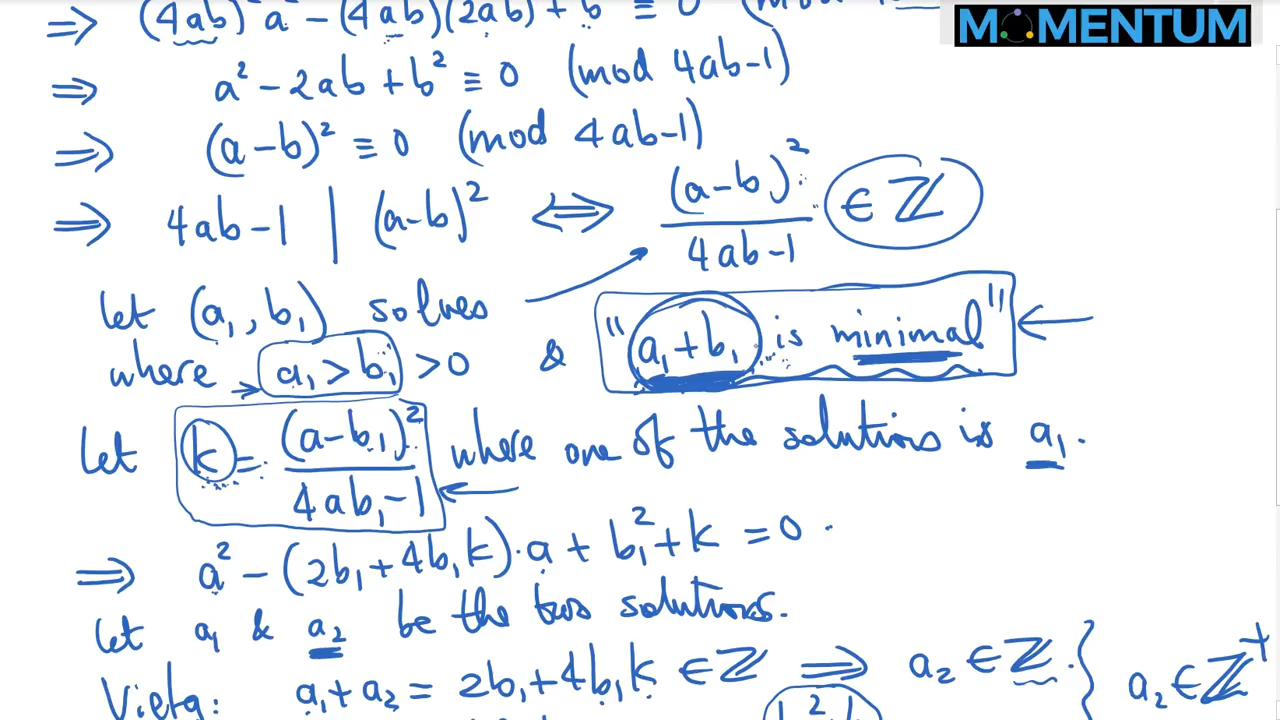 MOMENTUM
⇒ (4ab)² a² − (4ab)(2ab) + b² ≡ 0 (mod
⇒ a² − 2ab + b² ≡ 0 (mod 4ab−1)
⇒ (a−b)² ≡ 0 (mod 4ab−1)
⇒ 4ab−1 | (a−b)² ⇔ (a−b)² / 4ab−1 ∈ ℤ
let (a₁, b₁) solves
where a₁ > b₁ > 0 & "a₁+b₁ is minimal"
let k = (a−b₁)² / 4ab₁−1 where one of the solutions is a₁.
⇒ a² − (2b₁+4b₁k)·a + b₁² + k = 0
let a₁ & a₂ be the two solutions.
Vieta: a₁+a₂ = 2b₁+4b₁k ∈ ℤ ⇒ a₂ ∈ ℤ. } a₂ ∈ ℤ⁺